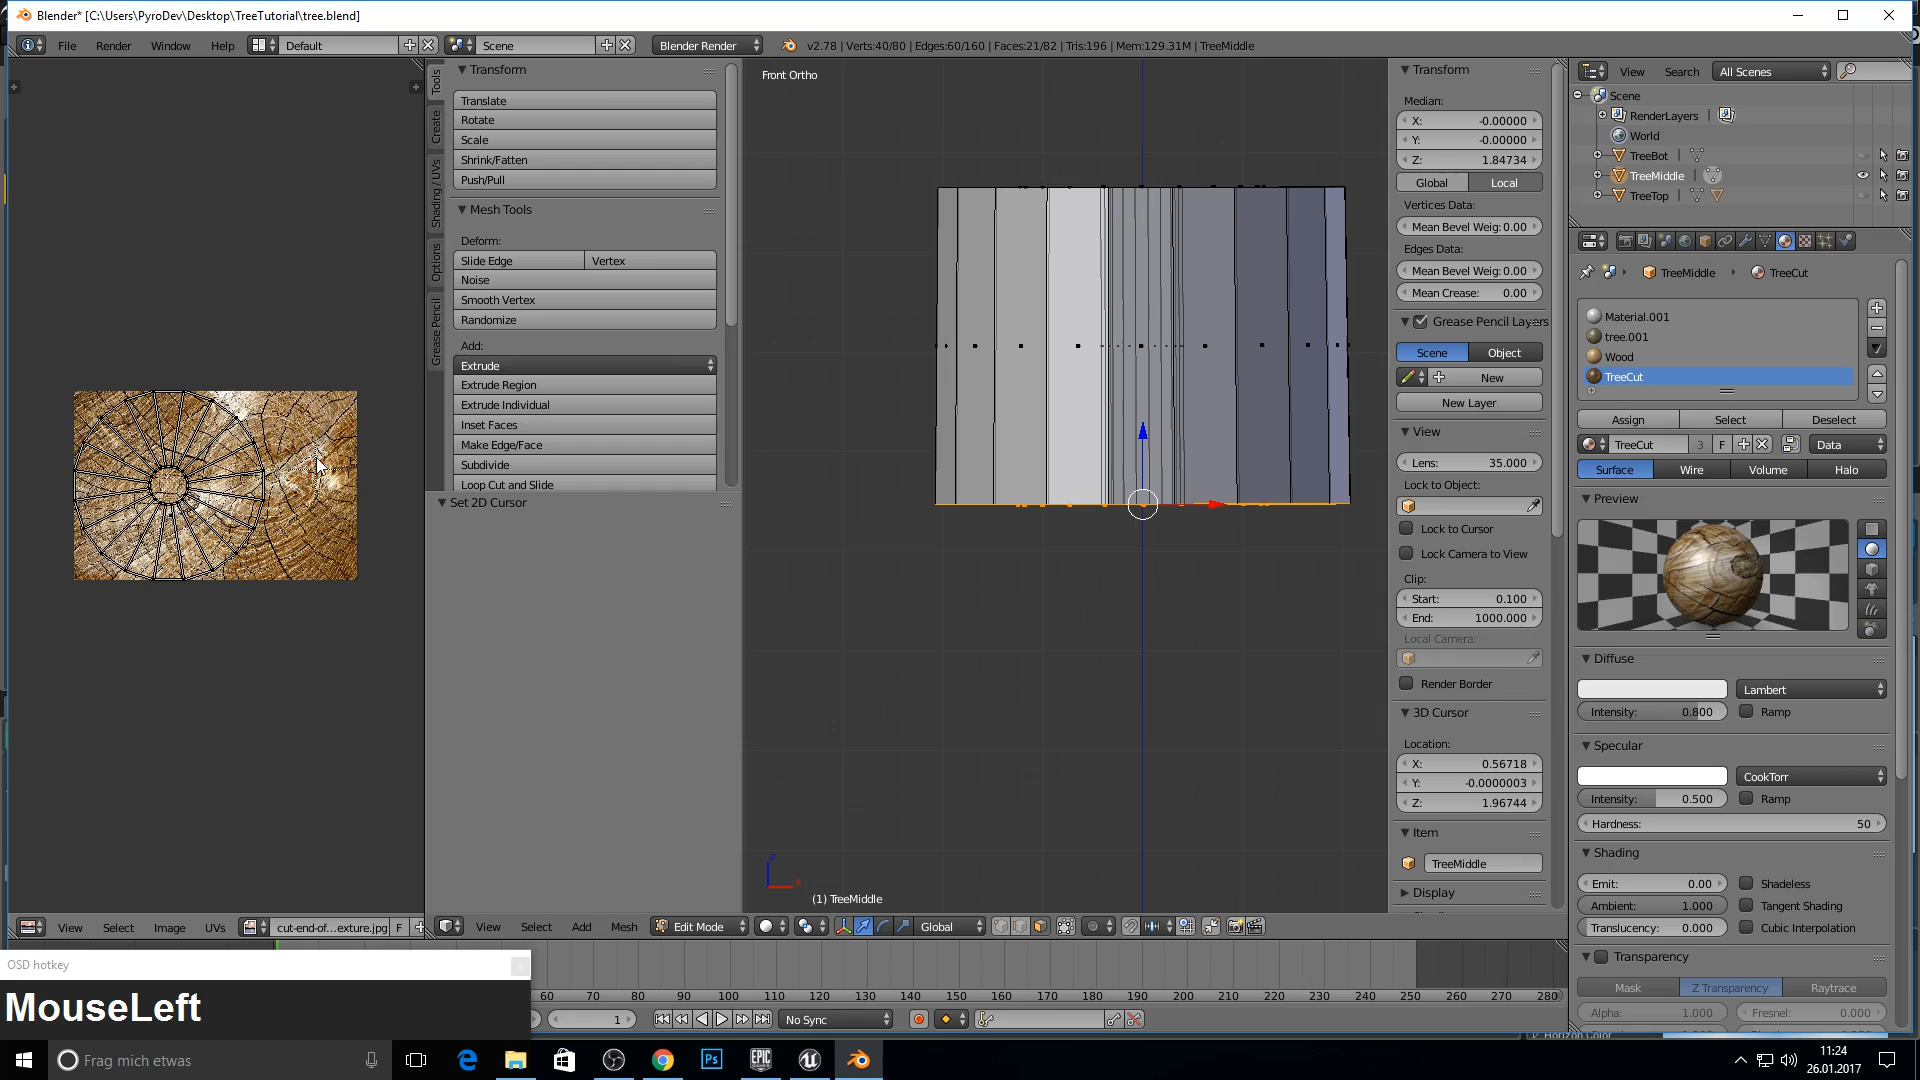 Blender* [C:\Users\PyroDev\Desktop\TreeTutorial\tree.blend]
File Render Window Help Default Scene Blender Render v2.78 | Verts:40/80 | Edges:60/160 | Faces:21/82 | Tris:196 | Mem:129.31M | TreeMiddle
Tools
Create
Shading / UVs
Options
Grease Pencil
Transform
Translate
Rotate
Scale
Shrink/Fatten
Push/Pull
Mesh Tools
Deform:
Slide Edge Vertex
Noise
Smooth Vertex
Randomize
Add:
Extrude
Extrude Region
Extrude Individual
Inset Faces
Make Edge/Face
Subdivide
Loop Cut and Slide
Set 2D Cursor
Front Ortho
(1) TreeMiddle
Transform
Median:
X: -0.00000
Y: -0.00000
Z: 1.84734
Global Local
Vertices Data:
Mean Bevel Weig: 0.00
Edges Data:
Mean Bevel Weig: 0.00
Mean Crease: 0.00
Grease Pencil Layers
Scene Object
New
New Layer
View
Lens: 35.000
Lock to Object:
Lock to Cursor
Lock Camera to View
Clip:
Start: 0.100
End: 1000.000
Local Camera:
Render Border
3D Cursor
Location:
X: 0.56718
Y: -0.0000003
Z: 1.96744
Item
TreeMiddle
Display
View Search All Scenes
Scene
RenderLayers
World
TreeBot
TreeMiddle
TreeTop
TreeMiddle TreeCut
Material.001
tree.001
Wood
TreeCut
Assign Select Deselect
TreeCut 3 F Data
Surface Wire Volume Halo
Preview
Diffuse
Lambert
Intensity: 0.800 Ramp
Specular
CookTorr
Intensity: 0.500 Ramp
Hardness: 50
Shading
Emit: 0.00 Shadeless
Ambient: 1.000 Tangent Shading
Translucency: 0.000 Cubic Interpolation
Transparency
Mask Z Transparency Raytrace
Alpha: 1.000 Fresnel: 0.000
View Select Image UVs cut-end-of...exture.jpg F
View Select Add Mesh Edit Mode Global
OSD hotkey
MouseLeft
60 70 80 90 100 110 120 130 140 150 160 170 180 190 200 210 220 230 240 250 260 270 280
1 No Sync
Horizon Color
Frag mich etwas
Ps
EPIC
11:24
26.01.2017